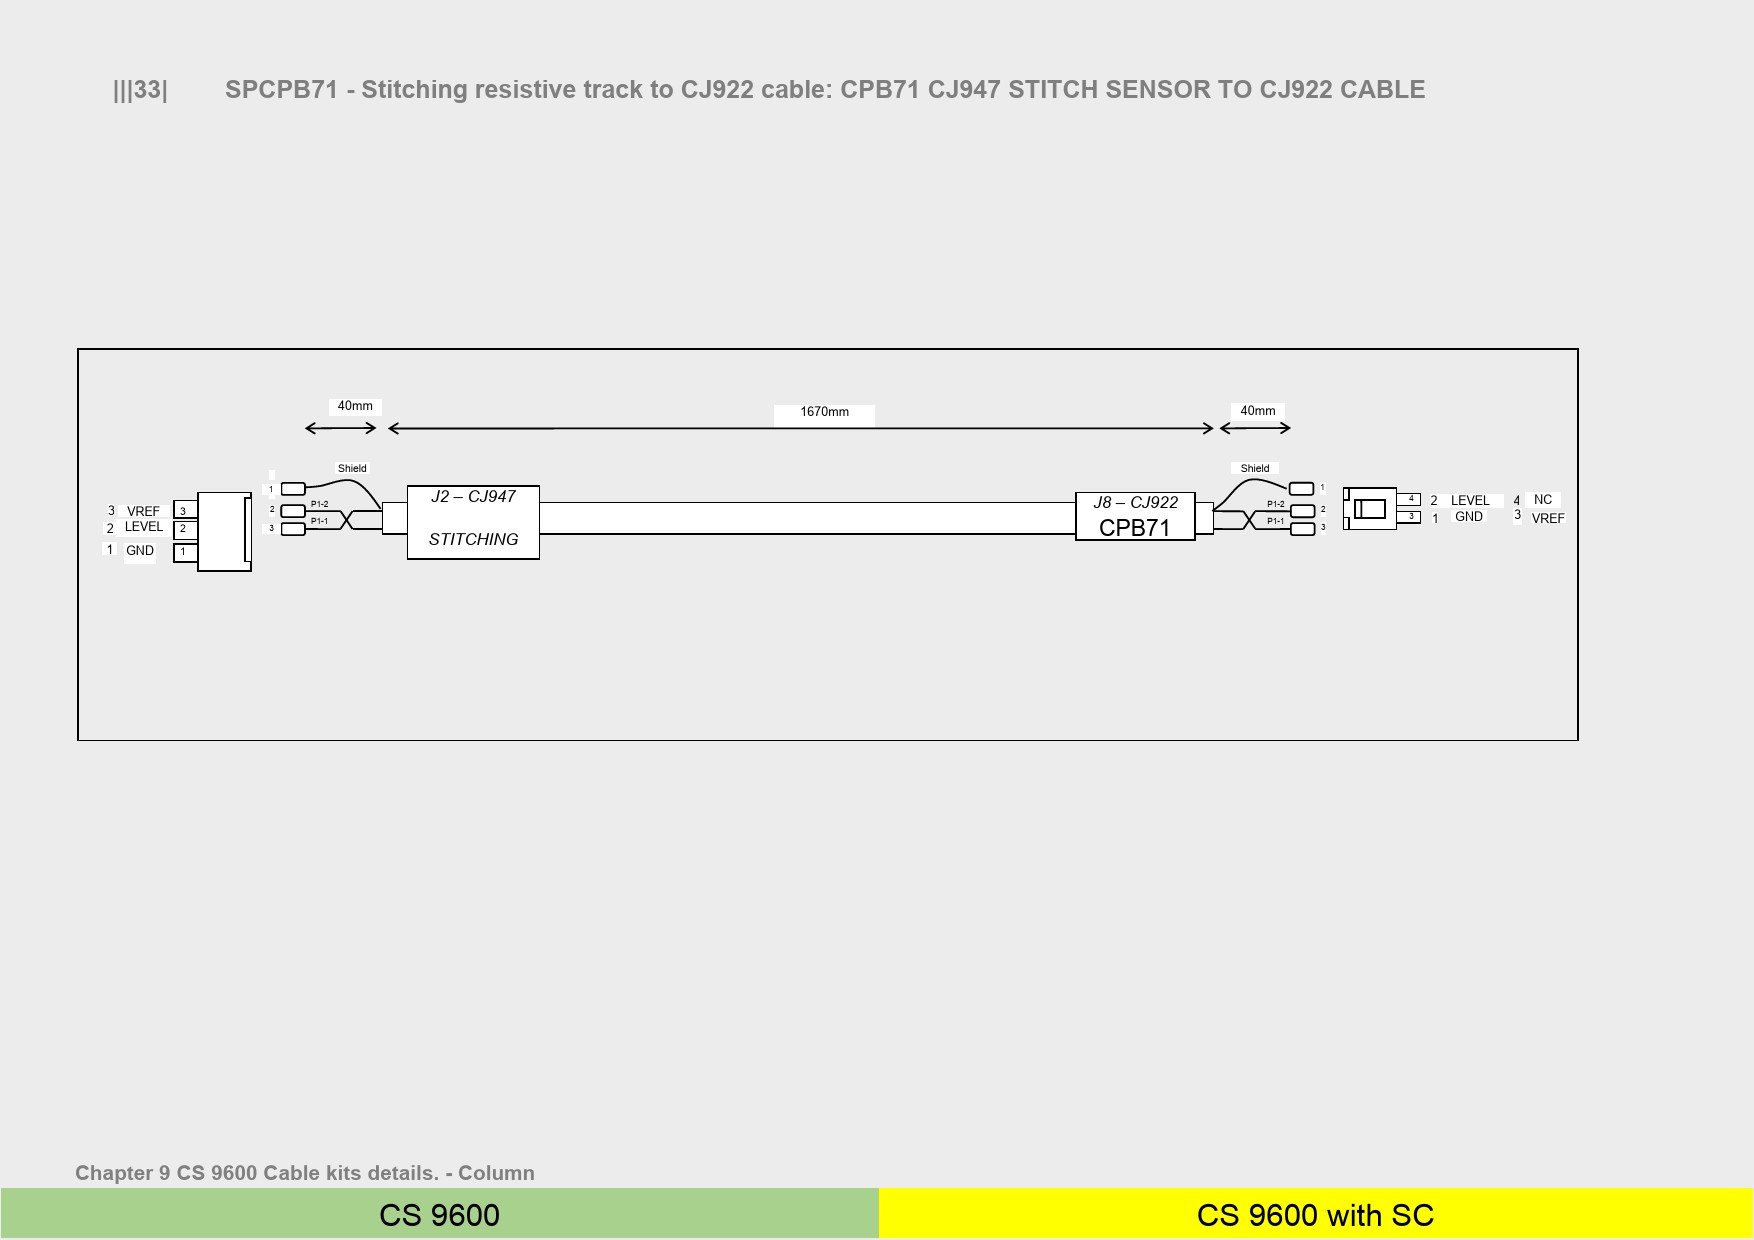 |||33| SPCPB71 - Stitching resistive track to CJ922 cable: CPB71 CJ947 STITCH SENSOR TO CJ922 CABLE
40mm
1670mm
40mm
Shield
Shield
1
P1-2
2
P1-1
3
3 VREF
2 LEVEL
1 GND
3
2
1
J2 – CJ947
STITCHING
J8 – CJ922
CPB71
1
P1-2
2
P1-1
3
4
3
2 LEVEL 4 NC
1 GND 3 VREF
Chapter 9 CS 9600 Cable kits details. - Column
CS 9600
CS 9600 with SC